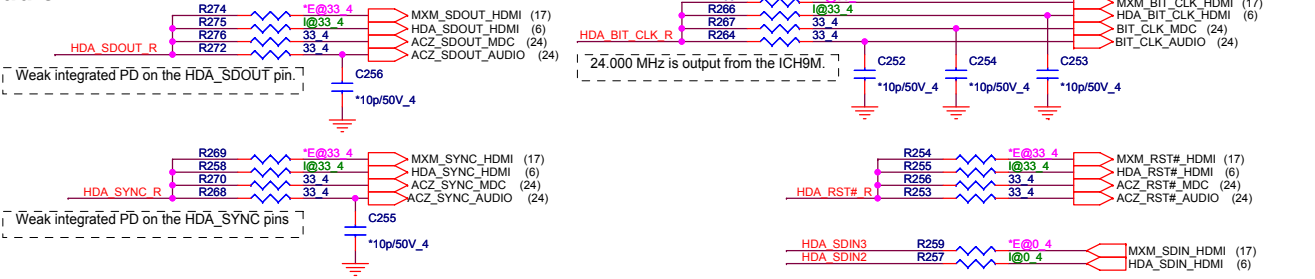 R274 *E@33_4 MXM_SDOUT_HDMI (17)
R275 I@33_4 HDA_SDOUT_HDMI (6)
R276 33_4 ACZ_SDOUT_MDC (24)
HDA_SDOUT_R R272 33_4 ACZ_SDOUT_AUDIO (24)
Weak integrated PD on the HDA_SDOUT pin.
C256
*10p/50V_4
MXM_BIT_CLK_HDMI (17)
R266 I@33_4 HDA_BIT_CLK_HDMI (6)
R267 33_4 BIT_CLK_MDC (24)
HDA_BIT_CLK_R R264 33_4 BIT_CLK_AUDIO (24)
24.000 MHz is output from the ICH9M.
C252 C254 C253
*10p/50V_4 *10p/50V_4 *10p/50V_4
R269 *E@33_4 MXM_SYNC_HDMI (17)
R258 I@33_4 HDA_SYNC_HDMI (6)
R270 33_4 ACZ_SYNC_MDC (24)
HDA_SYNC_R R268 33_4 ACZ_SYNC_AUDIO (24)
Weak integrated PD on the HDA_SYNC pins
C255
*10p/50V_4
R254 *E@33_4 MXM_RST#_HDMI (17)
R255 I@33_4 HDA_RST#_HDMI (6)
R256 33_4 ACZ_RST#_MDC (24)
HDA_RST#_R R253 33_4 ACZ_RST#_AUDIO (24)
HDA_SDIN3 R259 *E@0_4 MXM_SDIN_HDMI (17)
HDA_SDIN2 R257 I@0_4 HDA_SDIN_HDMI (6)